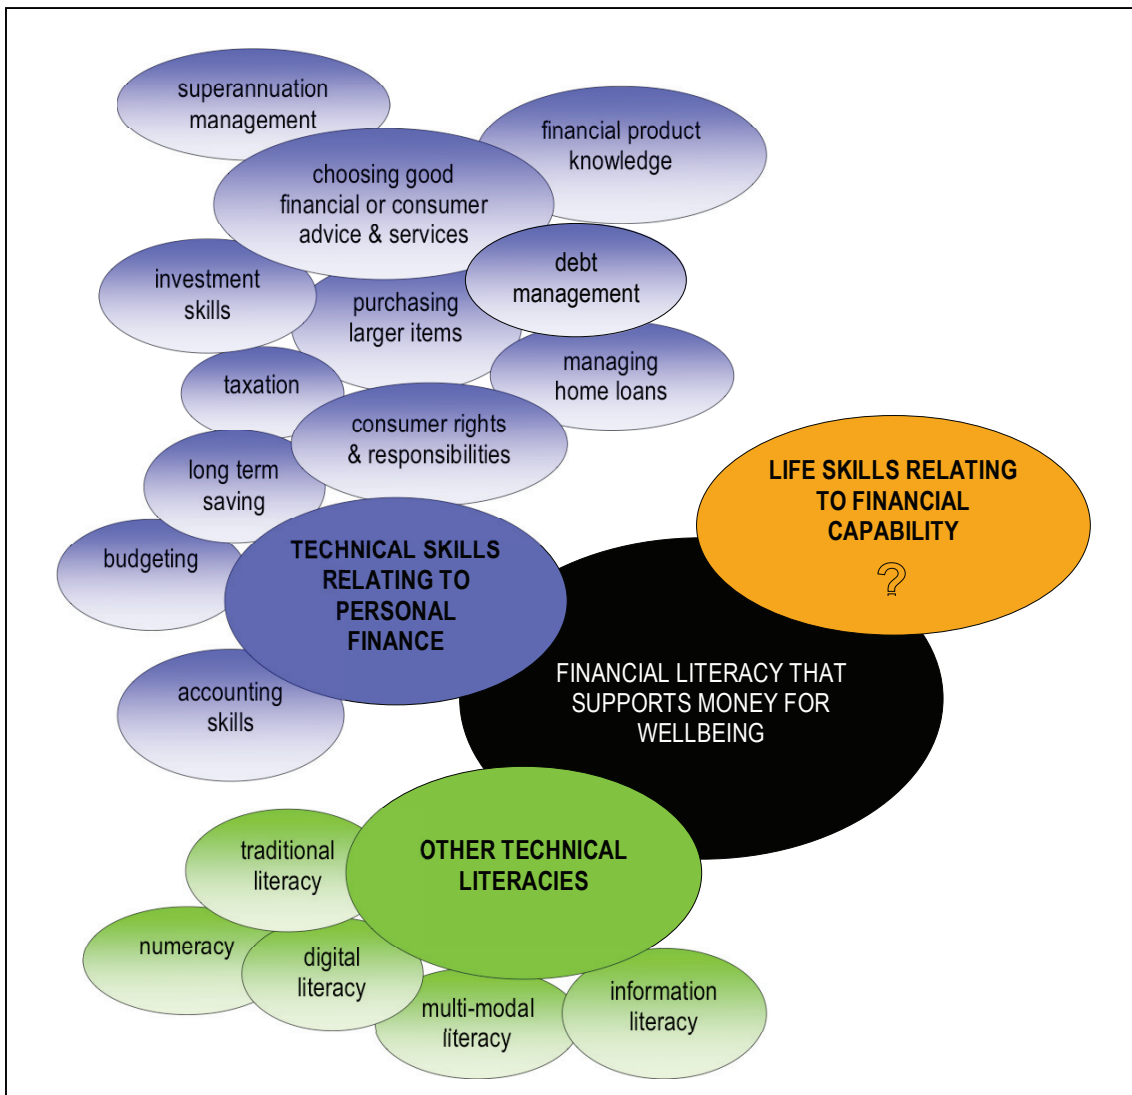 superannuation
management
financial product
knowledge
choosing good
financial or consumer
advice & services
debt
management
investment
skills
purchasing
larger items
managing
home loans
taxation
consumer rights
& responsibilities
long term
saving
LIFE SKILLS RELATING
TO FINANCIAL
CAPABILITY
?
budgeting
TECHNICAL SKILLS
RELATING TO
PERSONAL
FINANCE
FINANCIAL LITERACY THAT
SUPPORTS MONEY FOR
WELLBEING
accounting
skills
OTHER TECHNICAL
LITERACIES
traditional
literacy
numeracy
digital
literacy
multi-modal
literacy
information
literacy